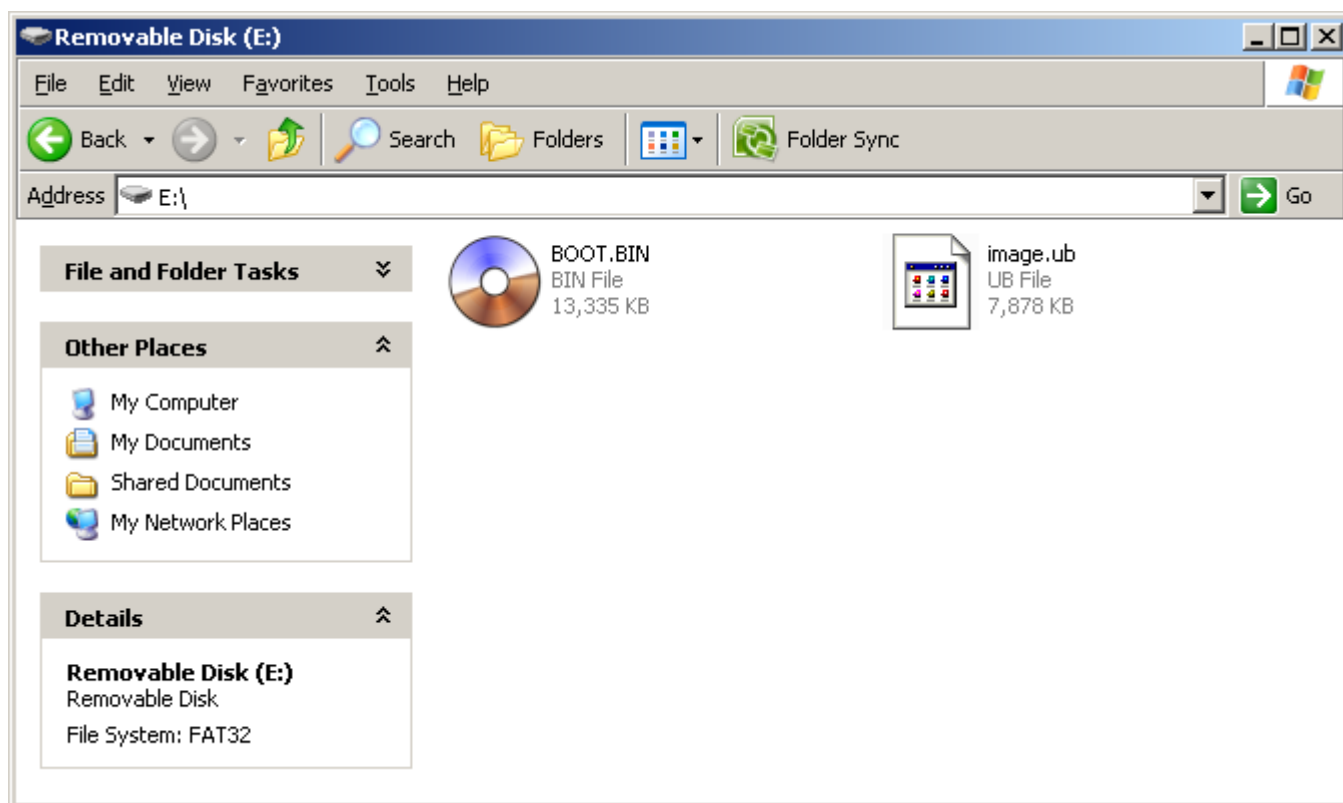 Removable Disk (E:)
File Edit View Favorites Tools Help
Back Search Folders Folder Sync
Address E:\ Go
File and Folder Tasks
Other Places
My Computer
My Documents
Shared Documents
My Network Places
Details
Removable Disk (E:)
Removable Disk
File System: FAT32
BOOT.BIN
BIN File
13,335 KB
image.ub
UB File
7,878 KB